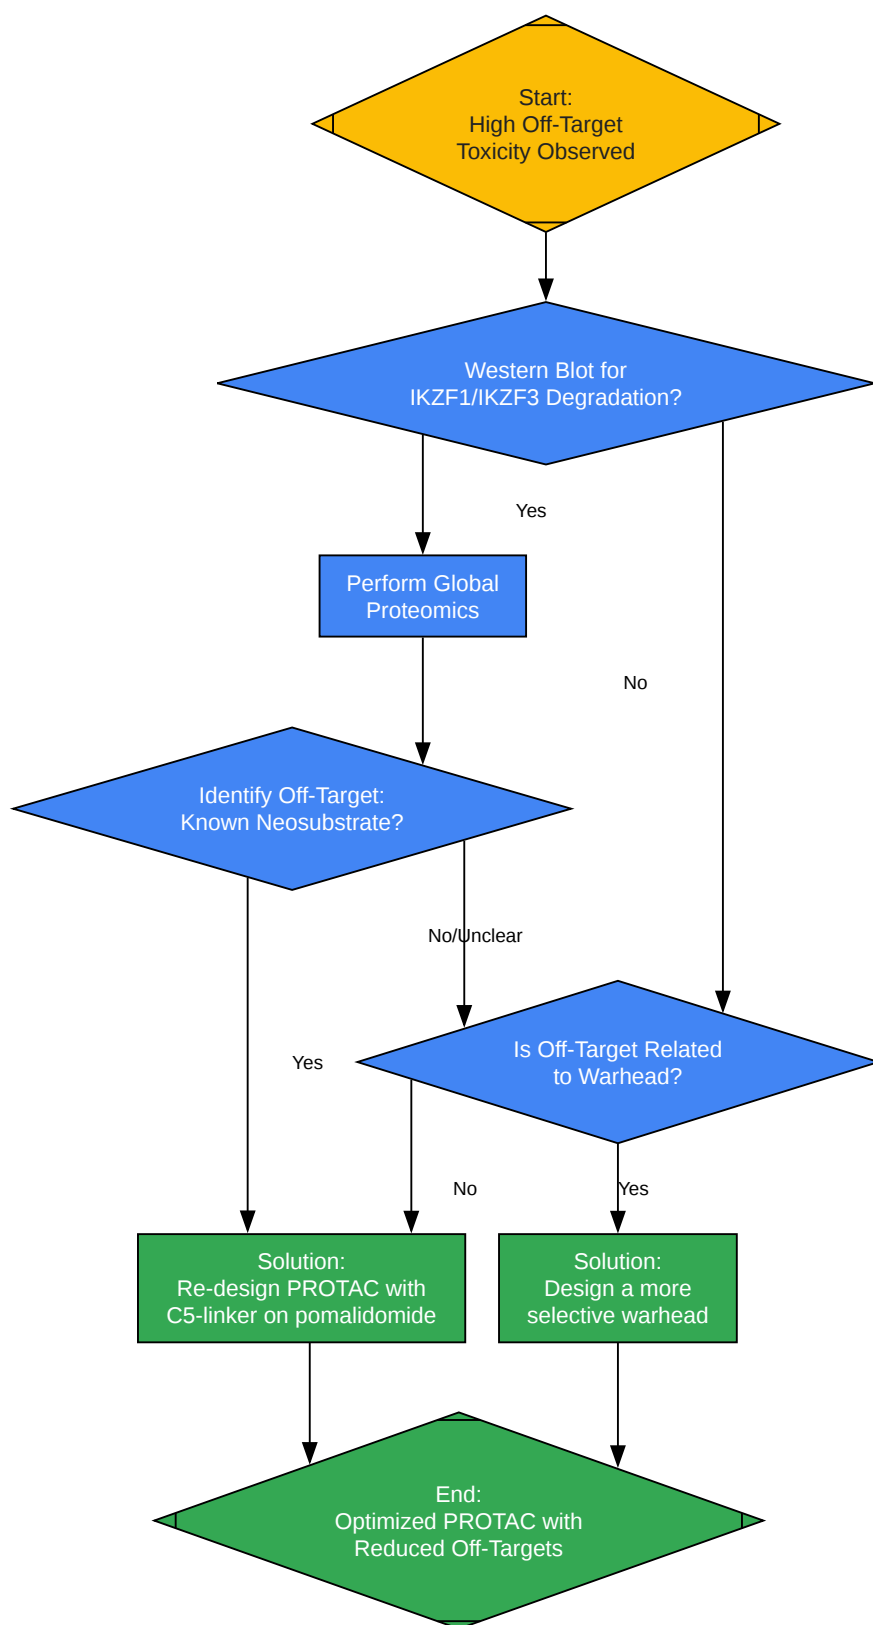 Start:
High Off-Target
Toxicity Observed
Western Blot for
IKZF1/IKZF3 Degradation?
Yes
Perform Global
Proteomics
No
Identify Off-Target:
Known Neosubstrate?
No/Unclear
Is Off-Target Related
to Warhead?
Yes
No
Yes
Solution:
Re-design PROTAC with
C5-linker on pomalidomide
Solution:
Design a more
selective warhead
End:
Optimized PROTAC with
Reduced Off-Targets